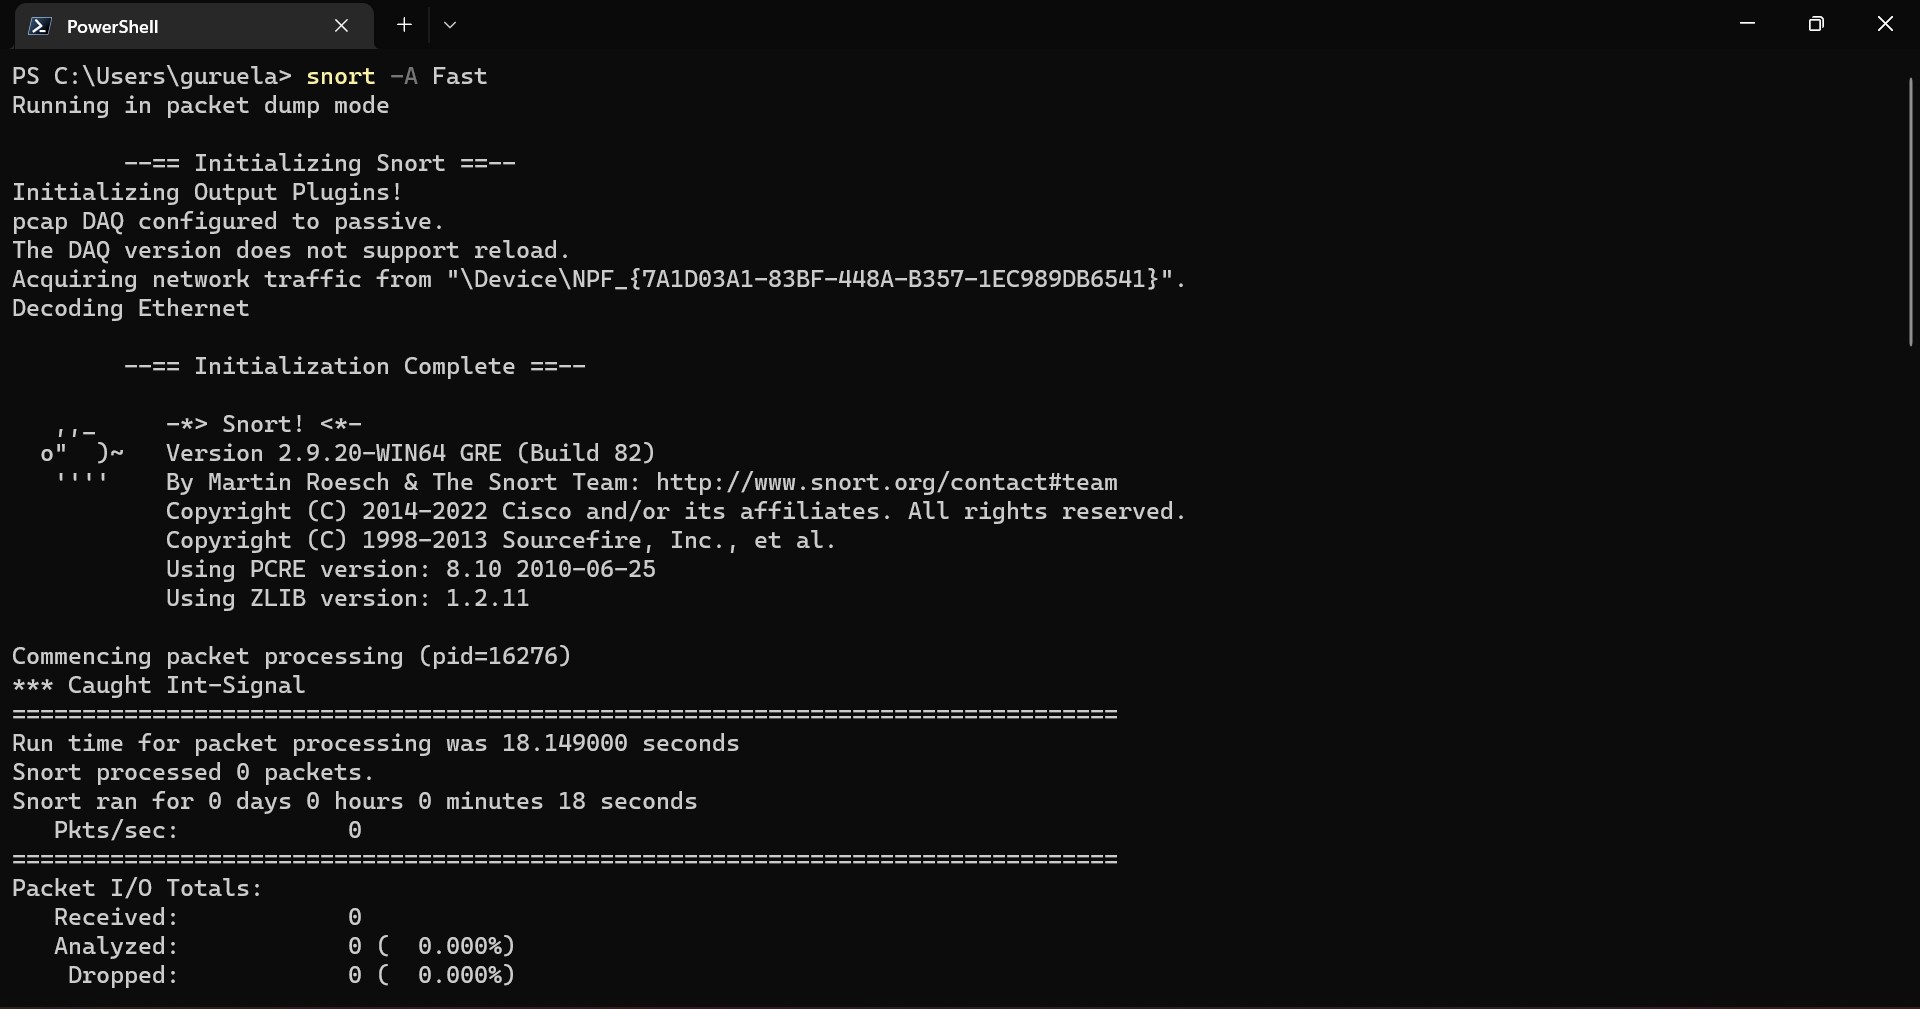 PowerShell
PS C:\Users\guruela> snort -A Fast
Running in packet dump mode
--== Initializing Snort ==--
Initializing Output Plugins!
pcap DAQ configured to passive.
The DAQ version does not support reload.
Acquiring network traffic from "\Device\NPF_{7A1D03A1-83BF-448A-B357-1EC989DB6541}".
Decoding Ethernet
--== Initialization Complete ==--
,,_     -*> Snort! <*-
o"  )~   Version 2.9.20-WIN64 GRE (Build 82)
''''    By Martin Roesch & The Snort Team: http://www.snort.org/contact#team
Copyright (C) 2014-2022 Cisco and/or its affiliates. All rights reserved.
Copyright (C) 1998-2013 Sourcefire, Inc., et al.
Using PCRE version: 8.10 2010-06-25
Using ZLIB version: 1.2.11
Commencing packet processing (pid=16276)
*** Caught Int-Signal
===============================================================================
Run time for packet processing was 18.149000 seconds
Snort processed 0 packets.
Snort ran for 0 days 0 hours 0 minutes 18 seconds
Pkts/sec:            0
===============================================================================
Packet I/O Totals:
Received:            0
Analyzed:            0 (  0.000%)
Dropped:            0 (  0.000%)